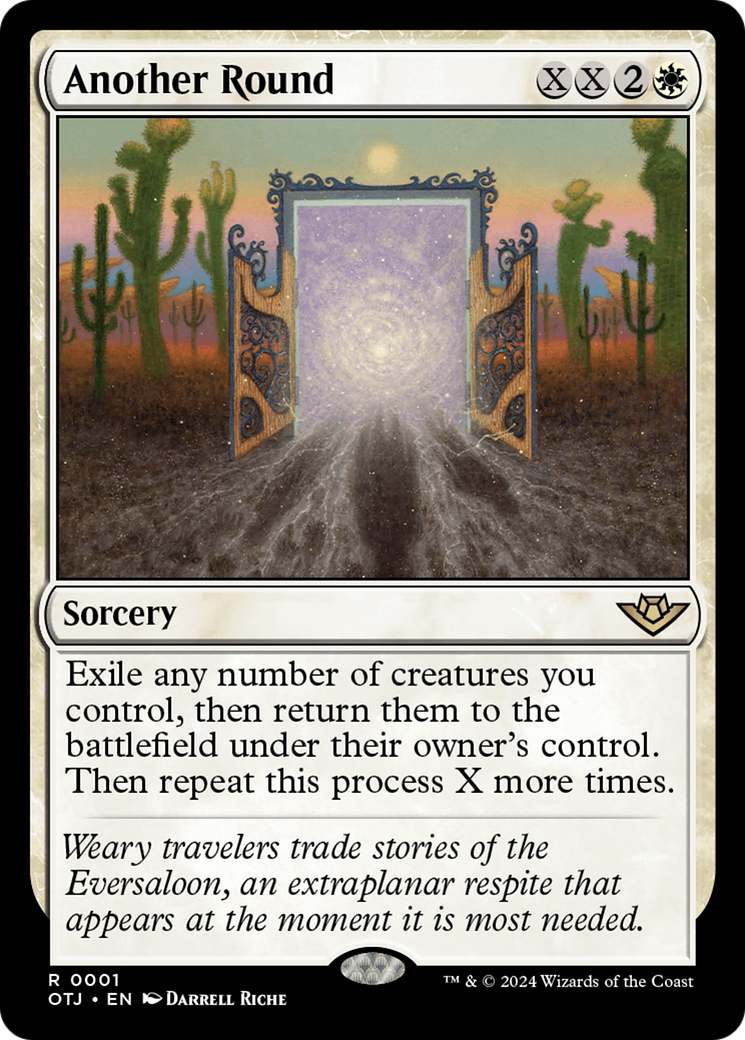 Another Round XX2
Sorcery
Exile any number of creatures you
control, then return them to the
battlefield under their owner's control.
Then repeat this process X more times.
Weary travelers trade stories of the
Eversaloon, an extraplanar respite that
appears at the moment it is most needed.
R 0001
OTJ • EN DARRELL RICHE
™ & © 2024 Wizards of the Coast